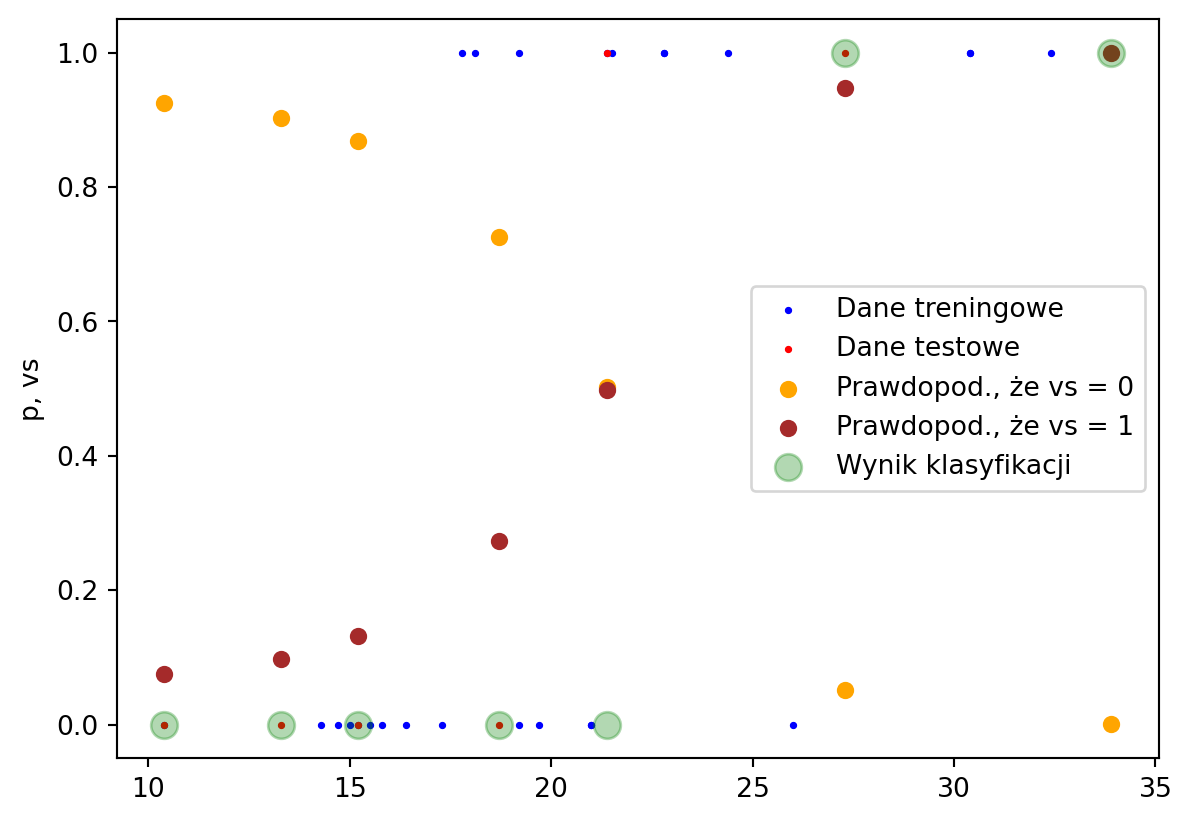 1.0
0.8
0.6
0.4
0.2
0.0
p, vs
Dane treningowe
Dane testowe
Prawdopod., że vs = 0
Prawdopod., że vs = 1
Wynik klasyfikacji
10
15
20
25
30
35